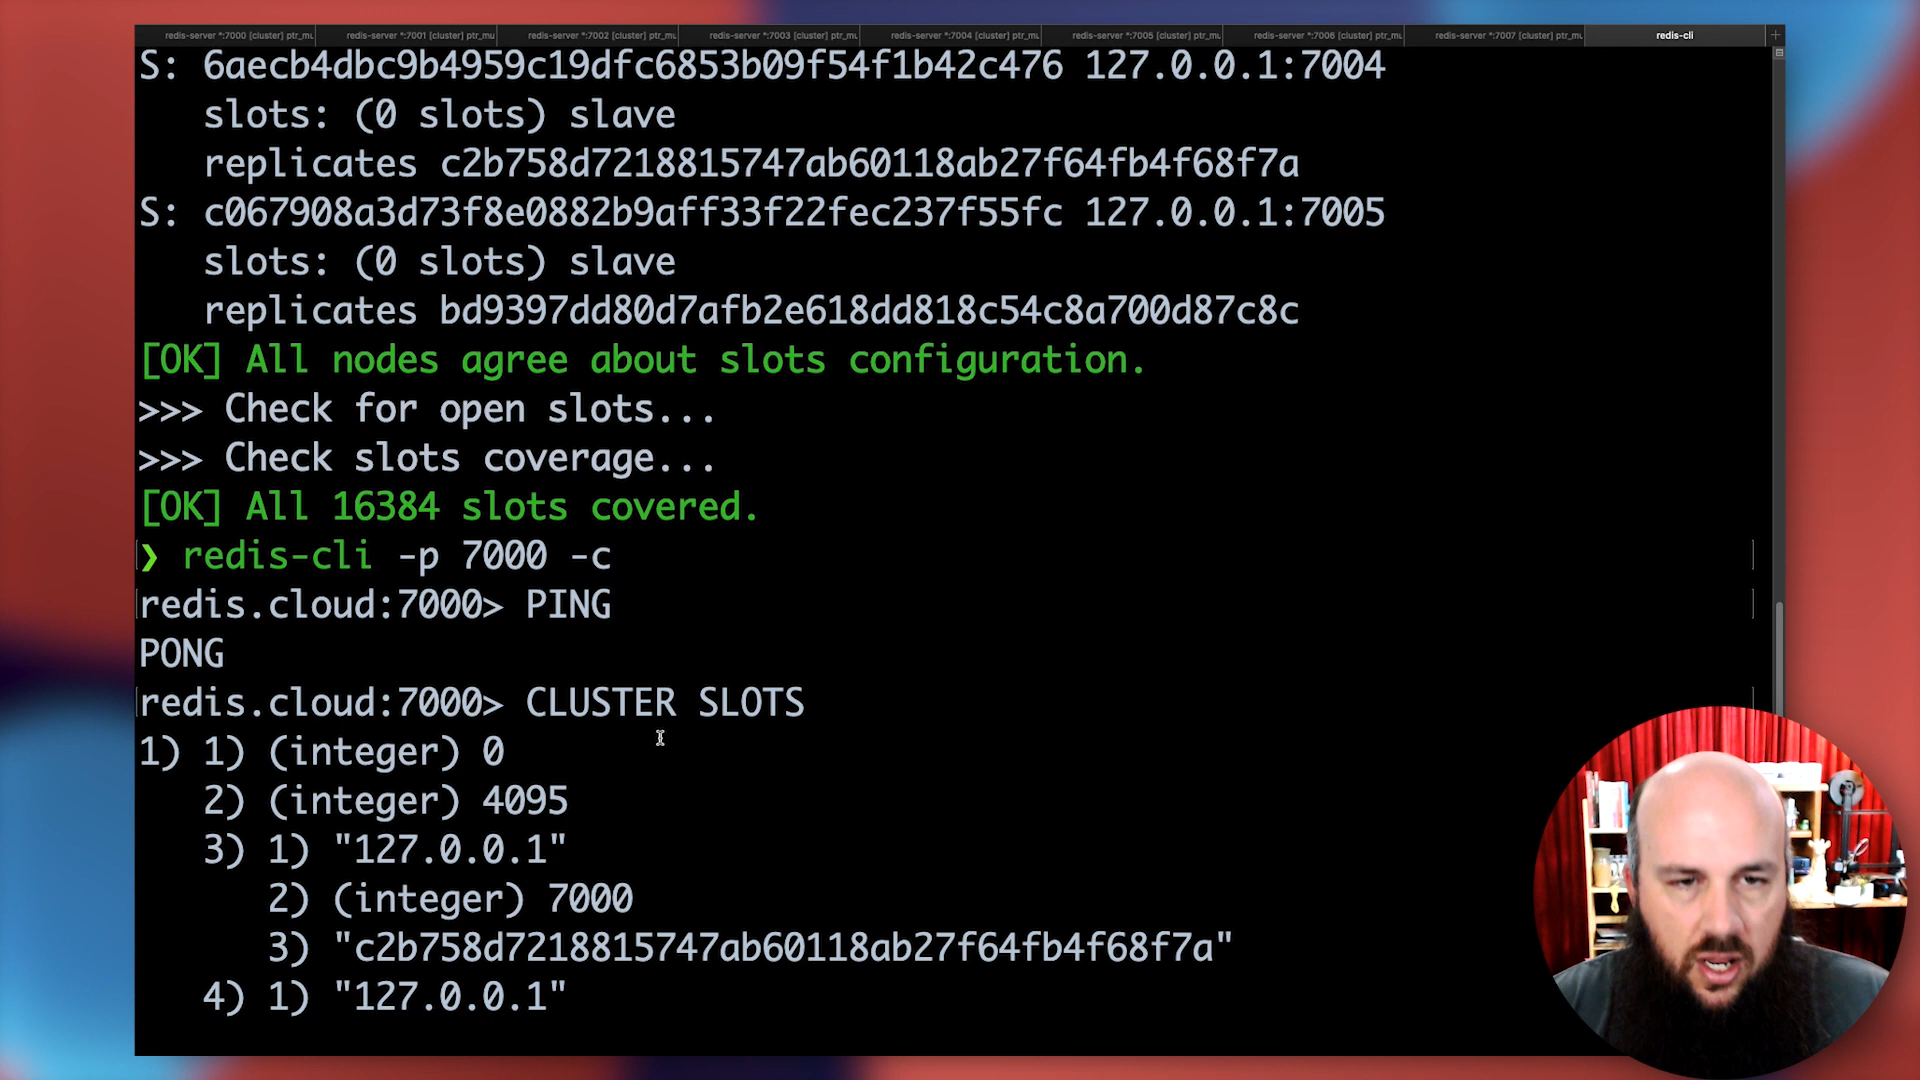 redis-server *:7000 [cluster] ptr_mu redis-server *:7001 [cluster] ptr_mu redis-server *:7002 [cluster] ptr_mu redis-server *:7003 [cluster] ptr_mu redis-server *:7004 [cluster] ptr_mu redis-server *:7005 [cluster] ptr_mu redis-server *:7006 [cluster] ptr_mu redis-server *:7007 [cluster] ptr_mu redis-cli +
S: 6aecb4dbc9b4959c19dfc6853b09f54f1b42c476 127.0.0.1:7004
slots: (0 slots) slave
replicates c2b758d7218815747ab60118ab27f64fb4f68f7a
S: c067908a3d73f8e0882b9aff33f22fec237f55fc 127.0.0.1:7005
slots: (0 slots) slave
replicates bd9397dd80d7afb2e618dd818c54c8a700d87c8c
[OK] All nodes agree about slots configuration.
>>> Check for open slots...
>>> Check slots coverage...
[OK] All 16384 slots covered.
❯ redis-cli -p 7000 -c
redis.cloud:7000> PING
PONG
redis.cloud:7000> CLUSTER SLOTS
1) 1) (integer) 0
2) (integer) 4095
3) 1) "127.0.0.1"
2) (integer) 7000
3) "c2b758d7218815747ab60118ab27f64fb4f68f7a"
4) 1) "127.0.0.1"